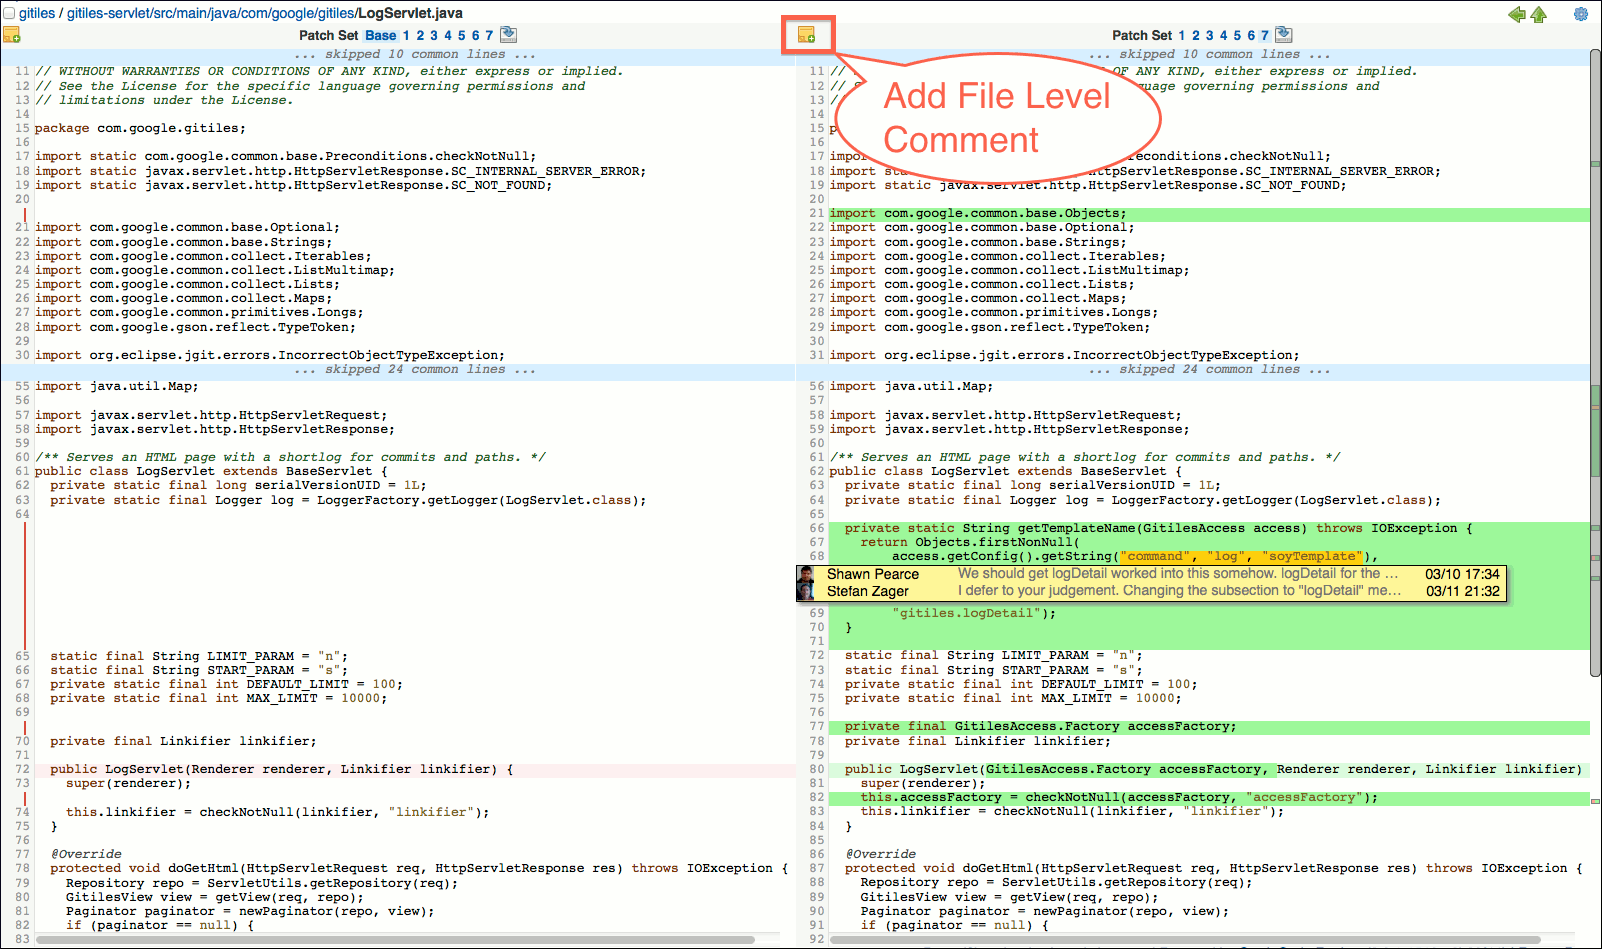 gitiles / gitiles-servlet/src/main/java/com/google/gitiles/LogServlet.java
Patch Set Base 1 2 3 4 5 6 7
... skipped 10 common lines ...
11 // WITHOUT WARRANTIES OR CONDITIONS OF ANY KIND, either express or implied.
12 // See the License for the specific language governing permissions and
13 // limitations under the License.
14
15 package com.google.gitiles;
16
17 import static com.google.common.base.Preconditions.checkNotNull;
18 import static javax.servlet.http.HttpServletResponse.SC_INTERNAL_SERVER_ERROR;
19 import static javax.servlet.http.HttpServletResponse.SC_NOT_FOUND;
20
21 import com.google.common.base.Optional;
22 import com.google.common.base.Strings;
23 import com.google.common.collect.Iterables;
24 import com.google.common.collect.ListMultimap;
25 import com.google.common.collect.Lists;
26 import com.google.common.collect.Maps;
27 import com.google.common.primitives.Longs;
28 import com.google.gson.reflect.TypeToken;
29
30 import org.eclipse.jgit.errors.IncorrectObjectTypeException;
... skipped 24 common lines ...
55 import java.util.Map;
56
57 import javax.servlet.http.HttpServletRequest;
58 import javax.servlet.http.HttpServletResponse;
59
60 /** Serves an HTML page with a shortlog for commits and paths. */
61 public class LogServlet extends BaseServlet {
62 private static final long serialVersionUID = 1L;
63 private static final Logger log = LoggerFactory.getLogger(LogServlet.class);
64
65 static final String LIMIT_PARAM = "n";
66 static final String START_PARAM = "s";
67 private static final int DEFAULT_LIMIT = 100;
68 private static final int MAX_LIMIT = 10000;
69
70 private final Linkifier linkifier;
71
72 public LogServlet(Renderer renderer, Linkifier linkifier) {
73 super(renderer);
74 this.linkifier = checkNotNull(linkifier, "linkifier");
75 }
76
77 @Override
78 protected void doGetHtml(HttpServletRequest req, HttpServletResponse res) throws IOException {
79 Repository repo = ServletUtils.getRepository(req);
80 GitilesView view = getView(req, repo);
81 Paginator paginator = newPaginator(repo, view);
82 if (paginator == null) {
83
Patch Set 1 2 3 4 5 6 7
... skipped 10 common lines ...
Add File Level
Comment
11 // OF ANY KIND, either express or implied.
12 // guage governing permissions and
13 //
14
15 p
16
17 reconditions.checkNotNull;
18 import tpServletResponse.SC_INTERNAL_SERVER_ERROR;
19 import static javax.servlet.http.HttpServletResponse.SC_NOT_FOUND;
20
21 import com.google.common.base.Objects;
22 import com.google.common.base.Optional;
23 import com.google.common.base.Strings;
24 import com.google.common.collect.Iterables;
25 import com.google.common.collect.ListMultimap;
26 import com.google.common.collect.Lists;
27 import com.google.common.collect.Maps;
28 import com.google.common.primitives.Longs;
29 import com.google.gson.reflect.TypeToken;
30
31 import org.eclipse.jgit.errors.IncorrectObjectTypeException;
... skipped 24 common lines ...
56 import java.util.Map;
57
58 import javax.servlet.http.HttpServletRequest;
59 import javax.servlet.http.HttpServletResponse;
60
61 /** Serves an HTML page with a shortlog for commits and paths. */
62 public class LogServlet extends BaseServlet {
63 private static final long serialVersionUID = 1L;
64 private static final Logger log = LoggerFactory.getLogger(LogServlet.class);
65
66 private static String getTemplateName(GitilesAccess access) throws IOException {
67 return Objects.firstNonNull(
68 access.getConfig().getString("command", "log", "soyTemplate"),
Shawn Pearce We should get logDetail worked into this somehow. logDetail for the ... 03/10 17:34
Stefan Zager I defer to your judgement. Changing the subsection to "logDetail" me... 03/11 21:32
69 "gitiles.logDetail");
70 }
71
72 static final String LIMIT_PARAM = "n";
73 static final String START_PARAM = "s";
74 private static final int DEFAULT_LIMIT = 100;
75 private static final int MAX_LIMIT = 10000;
76
77 private final GitilesAccess.Factory accessFactory;
78 private final Linkifier linkifier;
79
80 public LogServlet(GitilesAccess.Factory accessFactory, Renderer renderer, Linkifier linkifier)
81 super(renderer);
82 this.accessFactory = checkNotNull(accessFactory, "accessFactory");
83 this.linkifier = checkNotNull(linkifier, "linkifier");
84 }
85
86 @Override
87 protected void doGetHtml(HttpServletRequest req, HttpServletResponse res) throws IOException {
88 Repository repo = ServletUtils.getRepository(req);
89 GitilesView view = getView(req, repo);
90 Paginator paginator = newPaginator(repo, view);
91 if (paginator == null) {
92